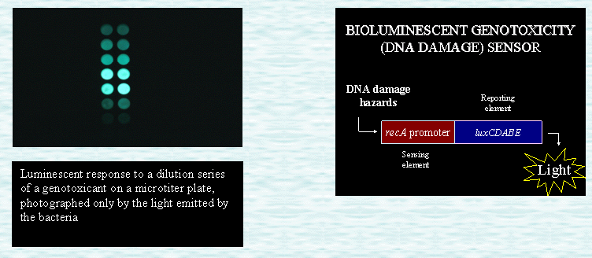 Luminescent response to a dilution series
of a genotoxicant on a microtiter plate,
photographed only by the light emitted by
the bacteria
BIOLUMINESCENT GENOTOXICITY
(DNA DAMAGE) SENSOR
DNA damage
hazards
Reporting
element
recA promoter
luxCDABE
Sensing
element
Light